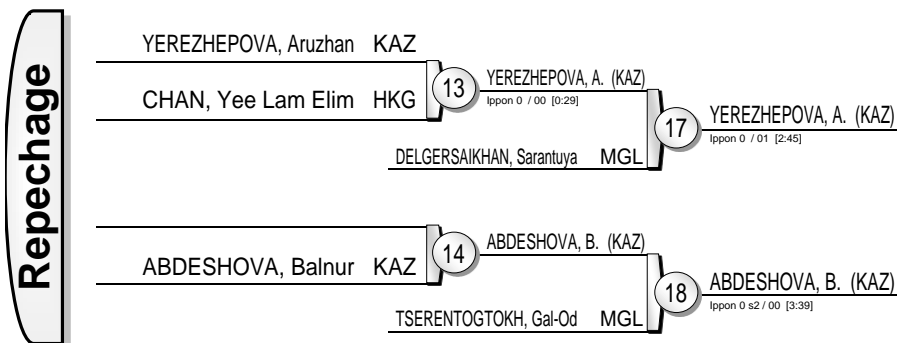 Repechage
YEREZHEPOVA, Aruzhan KAZ
CHAN, Yee Lam Elim HKG
13
YEREZHEPOVA, A. (KAZ)
Ippon 0 / 00 [0:29]
DELGERSAIKHAN, Sarantuya MGL
17
YEREZHEPOVA, A. (KAZ)
Ippon 0 / 01 [2:45]
ABDESHOVA, Balnur KAZ
14
ABDESHOVA, B. (KAZ)
TSERENTOGTOKH, Gal-Od MGL
18
ABDESHOVA, B. (KAZ)
Ippon 0 s2 / 00 [3:39]